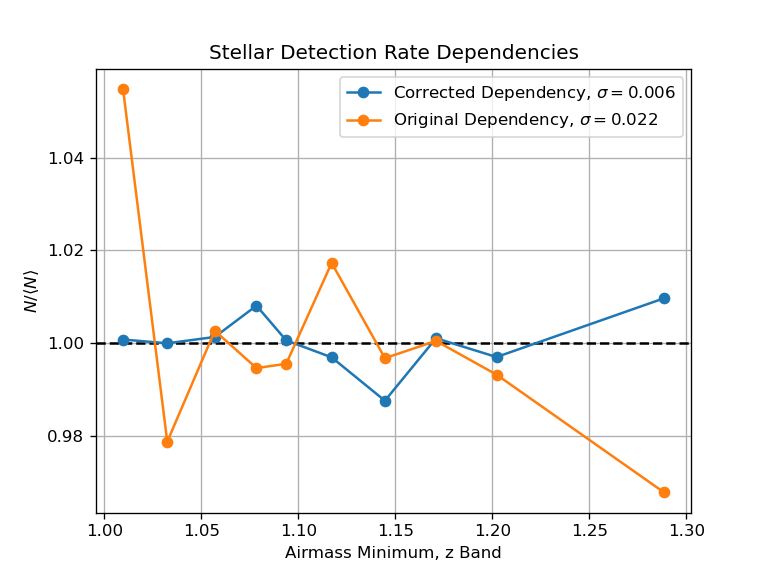 Stellar Detection Rate Dependencies
Corrected Dependency, σ = 0.006
Original Dependency, σ = 0.022
N/⟨N⟩
1.04
1.02
1.00
0.98
1.00 1.05 1.10 1.15 1.20 1.25 1.30
Airmass Minimum, z Band